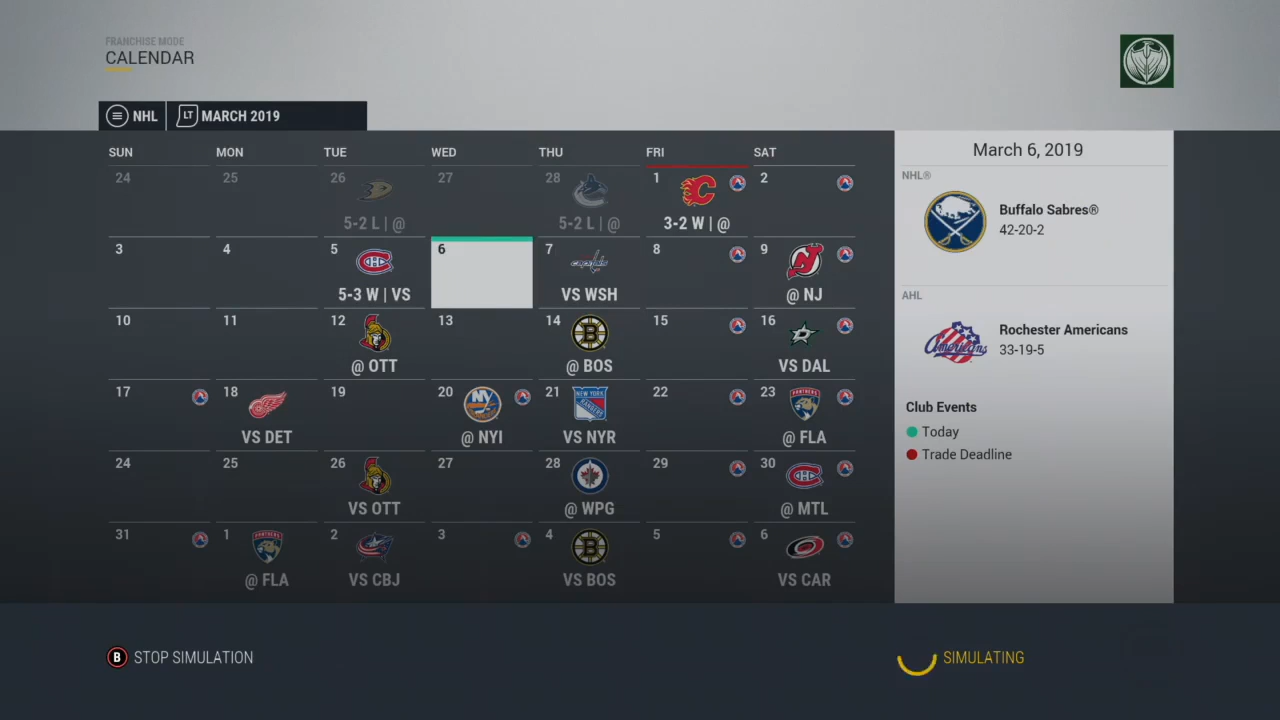 FRANCHISE MODE
CALENDAR
NHL LT MARCH 2019
SUN MON TUE WED THU FRI SAT
24 25 26 27 28 1 2
5-2 L | @ 5-2 L | @ 3-2 W | @
3 4 5 6 7 8 9
5-3 W | VS VS WSH @ NJ
10 11 12 13 14 15 16
@ OTT @ BOS VS DAL
17 18 19 20 21 22 23
VS DET @ NYI VS NYR @ FLA
24 25 26 27 28 29 30
VS OTT @ WPG @ MTL
31 1 2 3 4 5 6
@ FLA VS CBJ VS BOS VS CAR
March 6, 2019
NHL®
Buffalo Sabres®
42-20-2
AHL
Americans
Rochester Americans
33-19-5
Club Events
Today
Trade Deadline
B STOP SIMULATION
SIMULATING